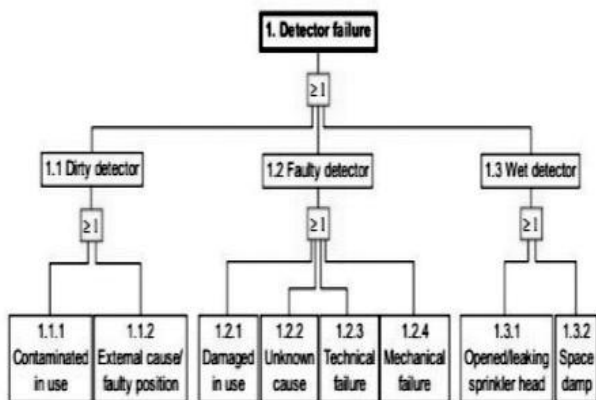 1. Detector failure
≥1
1.1 Dirty detector
1.2 Faulty detector
1.3 Wet detector
≥1
≥1
≥1
1.1.1
Contaminated
in use
1.1.2
External cause/
faulty position
1.2.1
Damaged
in use
1.2.2
Unknown
cause
1.2.3
Technical
failure
1.2.4
Mechanical
failure
1.3.1
Opened/leaking
sprinkler head
1.3.2
Space
damp